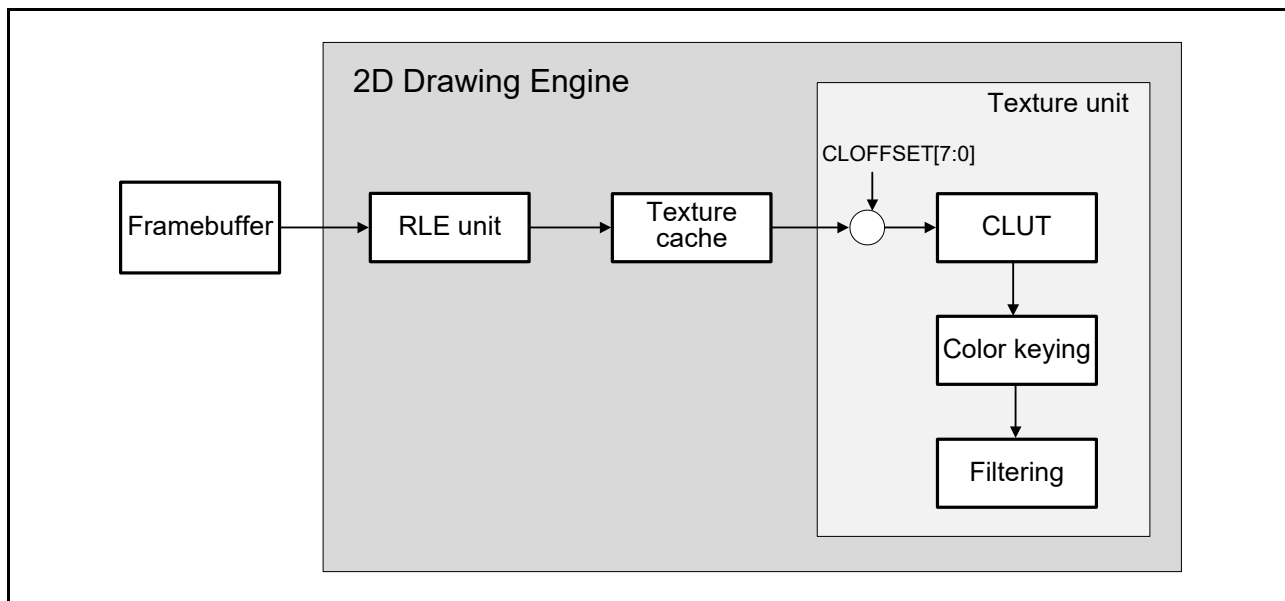 2D Drawing Engine
Texture unit
CLOFFSET[7:0]
Framebuffer
RLE unit
Texture
cache
CLUT
Color keying
Filtering